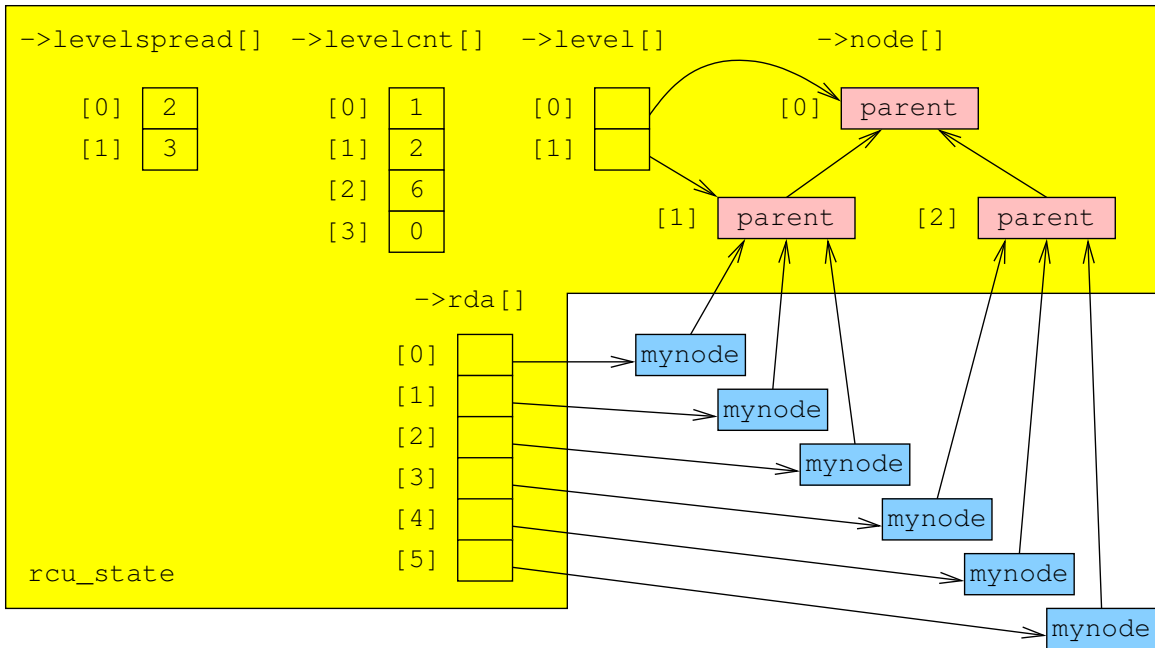 ->levelspread[] ->levelcnt[] ->level[] ->node[]
[0] 2 [0] 1 [0] [0] parent
[1] 3 [1] 2 [1]
[2] 6
[1] parent [2] parent
[3] 0
->rda[]
[0] mynode
[1] mynode
[2] mynode
[3] mynode
[4] mynode
[5] mynode
rcu_state